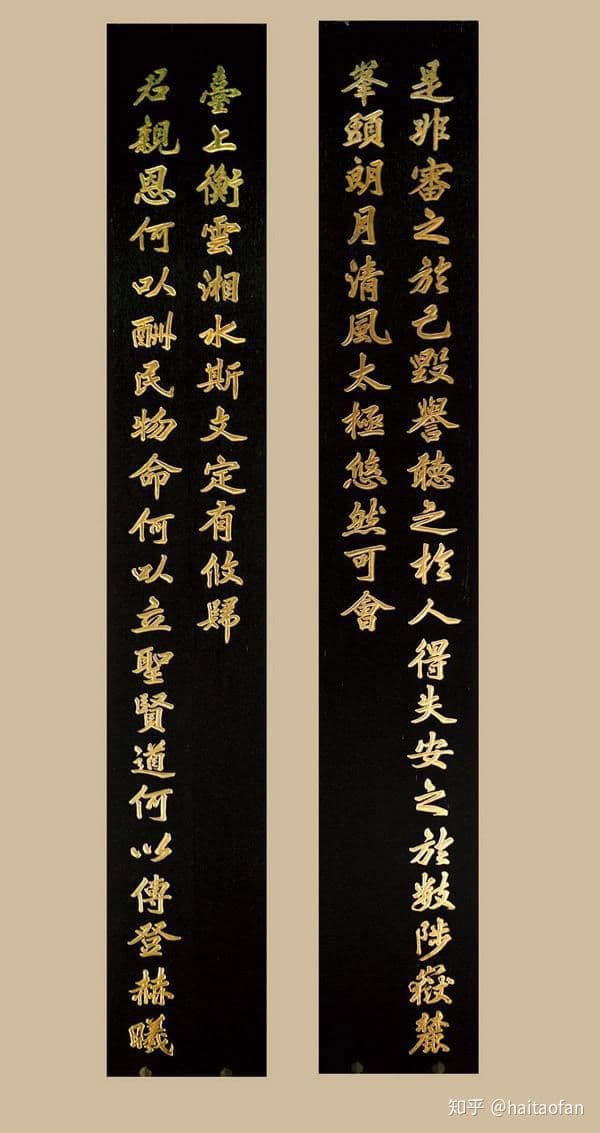 是非審之於己毀譽聽之於人得失安之於數陟嶽麓
峯頭朗月清風太極悠然可會
君親恩何以酬民物命何以立聖賢道何以傳登赫曦
臺上衡雲湘水斯文定有攸歸
知乎 @haitaofan